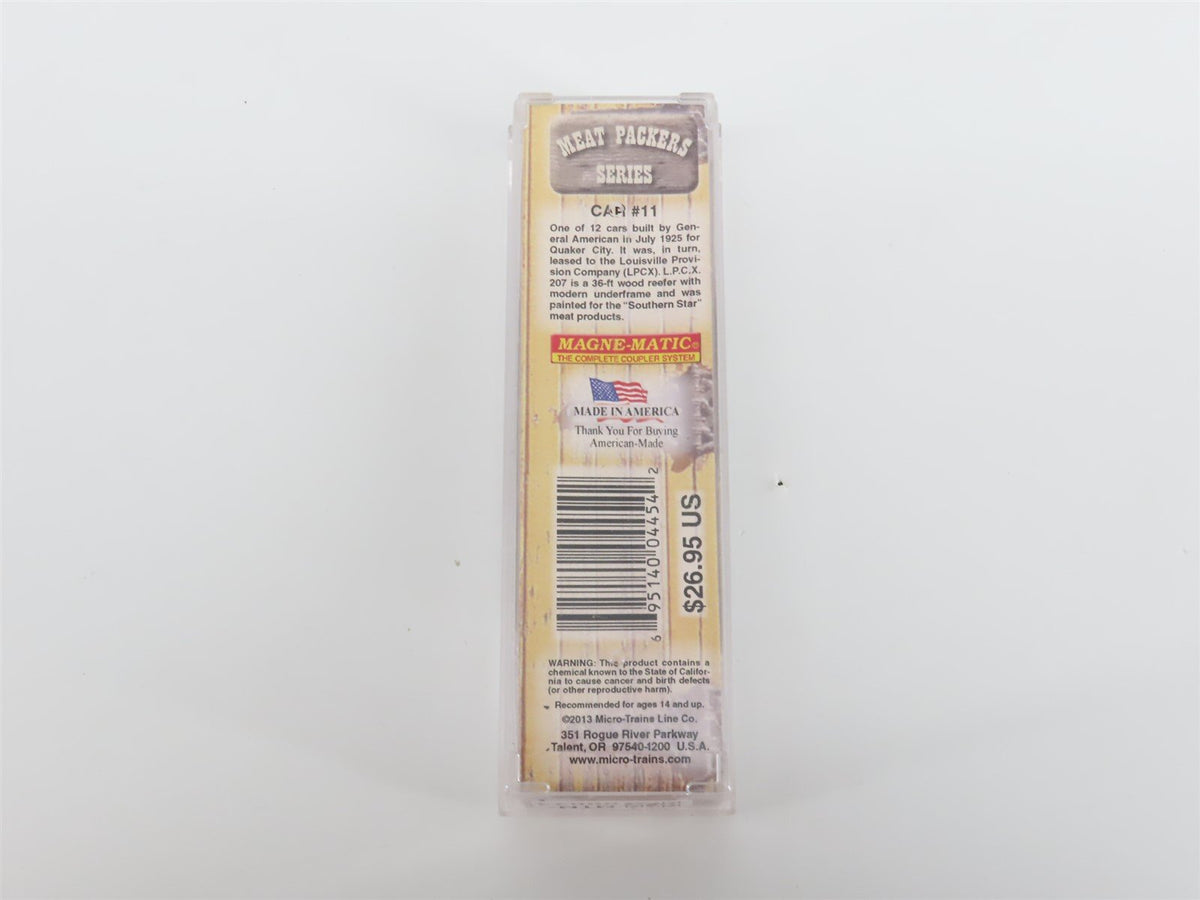 MEAT PACKERS
SERIES
CAR #11
One of 12 cars built by Gen-
eral American in July 1925 for
Quaker City. It was, in turn,
leased to the Louisville Provi-
sion Company (LPCX). L.P.C.X.
207 is a 36-ft wood reefer with
modern underframe and was
painted for the "Southern Star"
meat products.
MAGNE-MATIC®
THE COMPLETE COUPLER SYSTEM
MADE IN AMERICA
Thank You For Buying
American-Made
6 95140 04454 2
$26.95 US
WARNING: This product contains a
chemical known to the State of Califor-
nia to cause cancer and birth defects
(or other reproductive harm).
Recommended for ages 14 and up.
©2013 Micro-Trains Line Co.
351 Rogue River Parkway
Talent, OR 97540-1200 U.S.A.
www.micro-trains.com